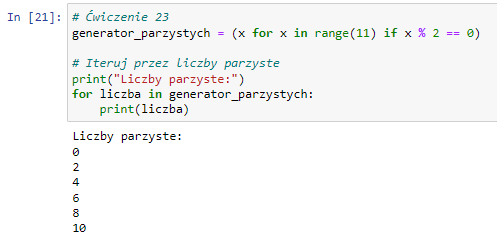 In [21]: # Ćwiczenie 23
generator_parzystych = (x for x in range(11) if x % 2 == 0)
# Iteruj przez liczby parzyste
print("Liczby parzyste:")
for liczba in generator_parzystych:
    print(liczba)
Liczby parzyste:
0
2
4
6
8
10